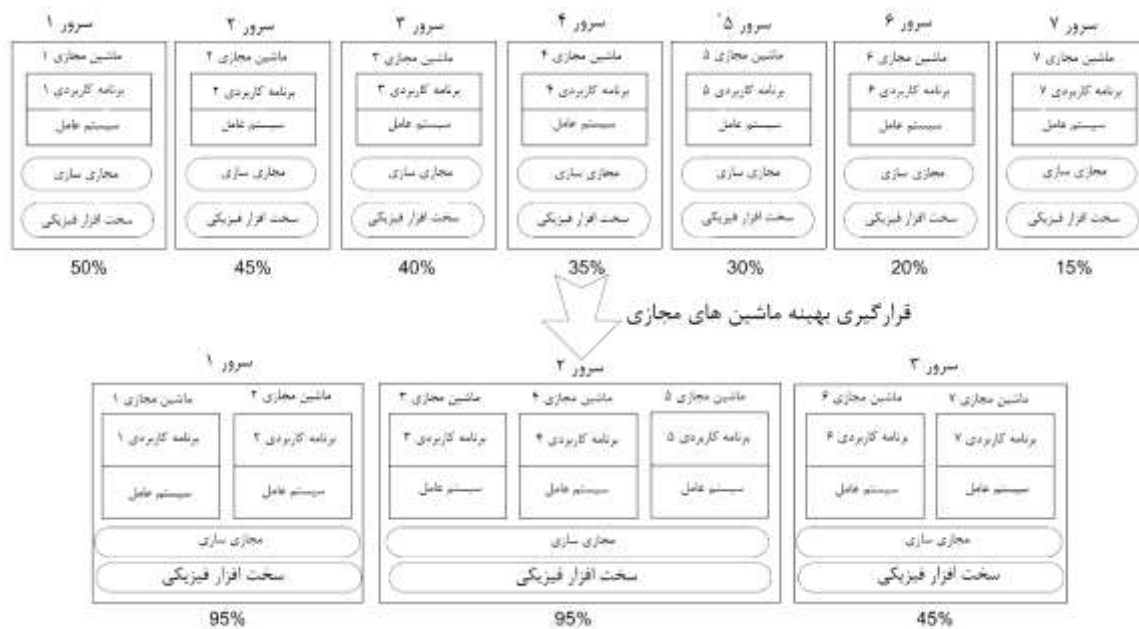 سرور ۱ سرور ۲ سرور ۳ سرور ۴ سرور ۵ سرور ۶ سرور ۷
ماشین مجازی ۱ ماشین مجازی ۲ ماشین مجازی ۳ ماشین مجازی ۴ ماشین مجازی ۵ ماشین مجازی ۶ ماشین مجازی ۷
برنامه کاربردی ۱ برنامه کاربردی ۲ برنامه کاربردی ۳ برنامه کاربردی ۴ برنامه کاربردی ۵ برنامه کاربردی ۶ برنامه کاربردی ۷
سیستم عامل سیستم عامل سیستم عامل سیستم عامل سیستم عامل سیستم عامل سیستم عامل
مجازی سازی مجازی سازی مجازی سازی مجازی سازی مجازی سازی مجازی سازی مجازی سازی
سخت افزار فیزیکی سخت افزار فیزیکی سخت افزار فیزیکی سخت افزار فیزیکی سخت افزار فیزیکی سخت افزار فیزیکی سخت افزار فیزیکی
50% 45% 40% 35% 30% 20% 15%
قرارگیری بهینه ماشین های مجازی
سرور ۱ سرور ۲ سرور ۳
ماشین مجازی ۱ ماشین مجازی ۲ ماشین مجازی ۳ ماشین مجازی ۴ ماشین مجازی ۵ ماشین مجازی ۶ ماشین مجازی ۷
برنامه کاربردی ۱ برنامه کاربردی ۲ برنامه کاربردی ۳ برنامه کاربردی ۴ برنامه کاربردی ۵ برنامه کاربردی ۶ برنامه کاربردی ۷
سیستم عامل سیستم عامل سیستم عامل سیستم عامل سیستم عامل سیستم عامل سیستم عامل
مجازی سازی مجازی سازی مجازی سازی
سخت افزار فیزیکی سخت افزار فیزیکی سخت افزار فیزیکی
95% 95% 45%